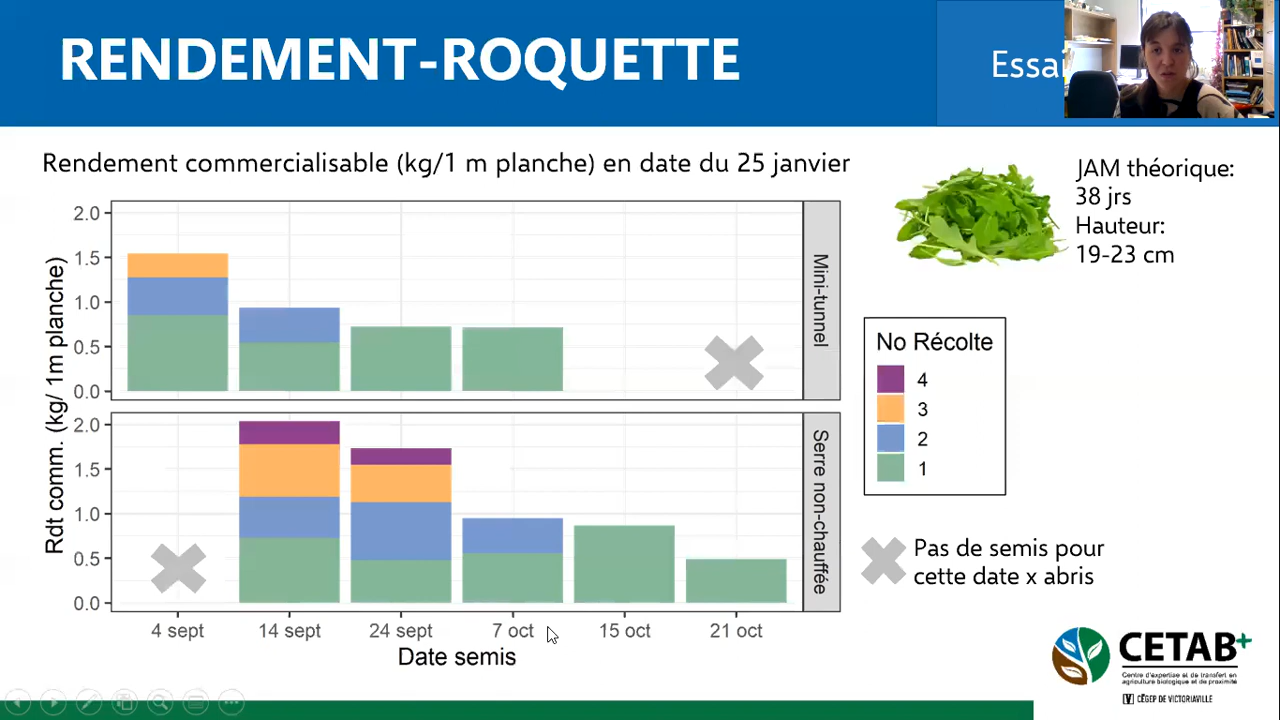 RENDEMENT-ROQUETTE
Essai
Rendement commercialisable (kg/1 m planche) en date du 25 janvier
JAM théorique:
38 jrs
Hauteur:
19-23 cm
Rdt comm. (kg/ 1m planche)
2.0
1.5
1.0
0.5
0.0
Mini-tunnel
2.0
1.5
1.0
0.5
0.0
Serre non-chauffée
4 sept
14 sept
24 sept
7 oct
15 oct
21 oct
Date semis
No Récolte
4
3
2
1
Pas de semis pour
cette date x abris
CETAB+
Centre d'expertise et de transfert en
agriculture biologique et de proximité
CÉGEP DE VICTORIAVILLE